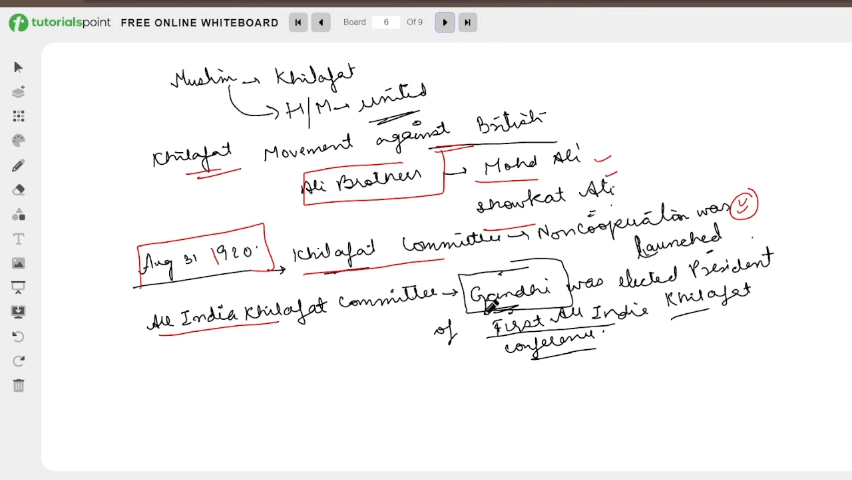 tutorialspoint FREE ONLINE WHITEBOARD Board 6 Of 9
Muslim → Khilafat
→ H/M → united
Khilafat Movement against British
Ali Brothers → Mohd Ali
Showkat Ali
Aug 31 1920. → Khilafat Committee → Noncooperation was
launched
All India Khilafat Committee → Gandhi was elected President
of First All India Khilafat
conference.